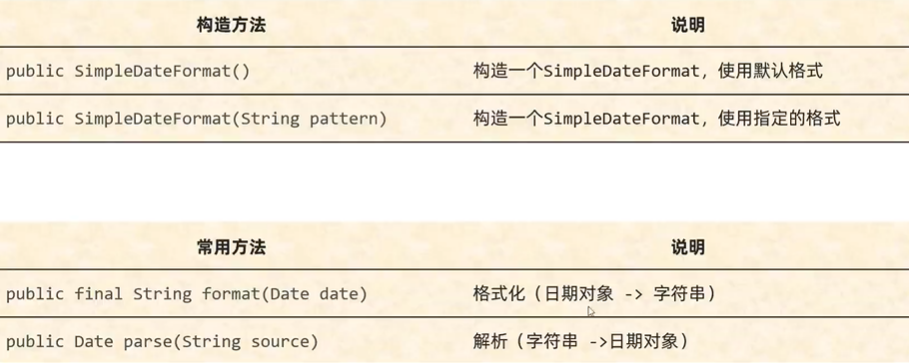 构造方法 说明
public SimpleDateFormat() 构造一个SimpleDateFormat，使用默认格式
public SimpleDateFormat(String pattern) 构造一个SimpleDateFormat，使用指定的格式
常用方法 说明
public final String format(Date date) 格式化（日期对象 -> 字符串）
public Date parse(String source) 解析（字符串 ->日期对象）